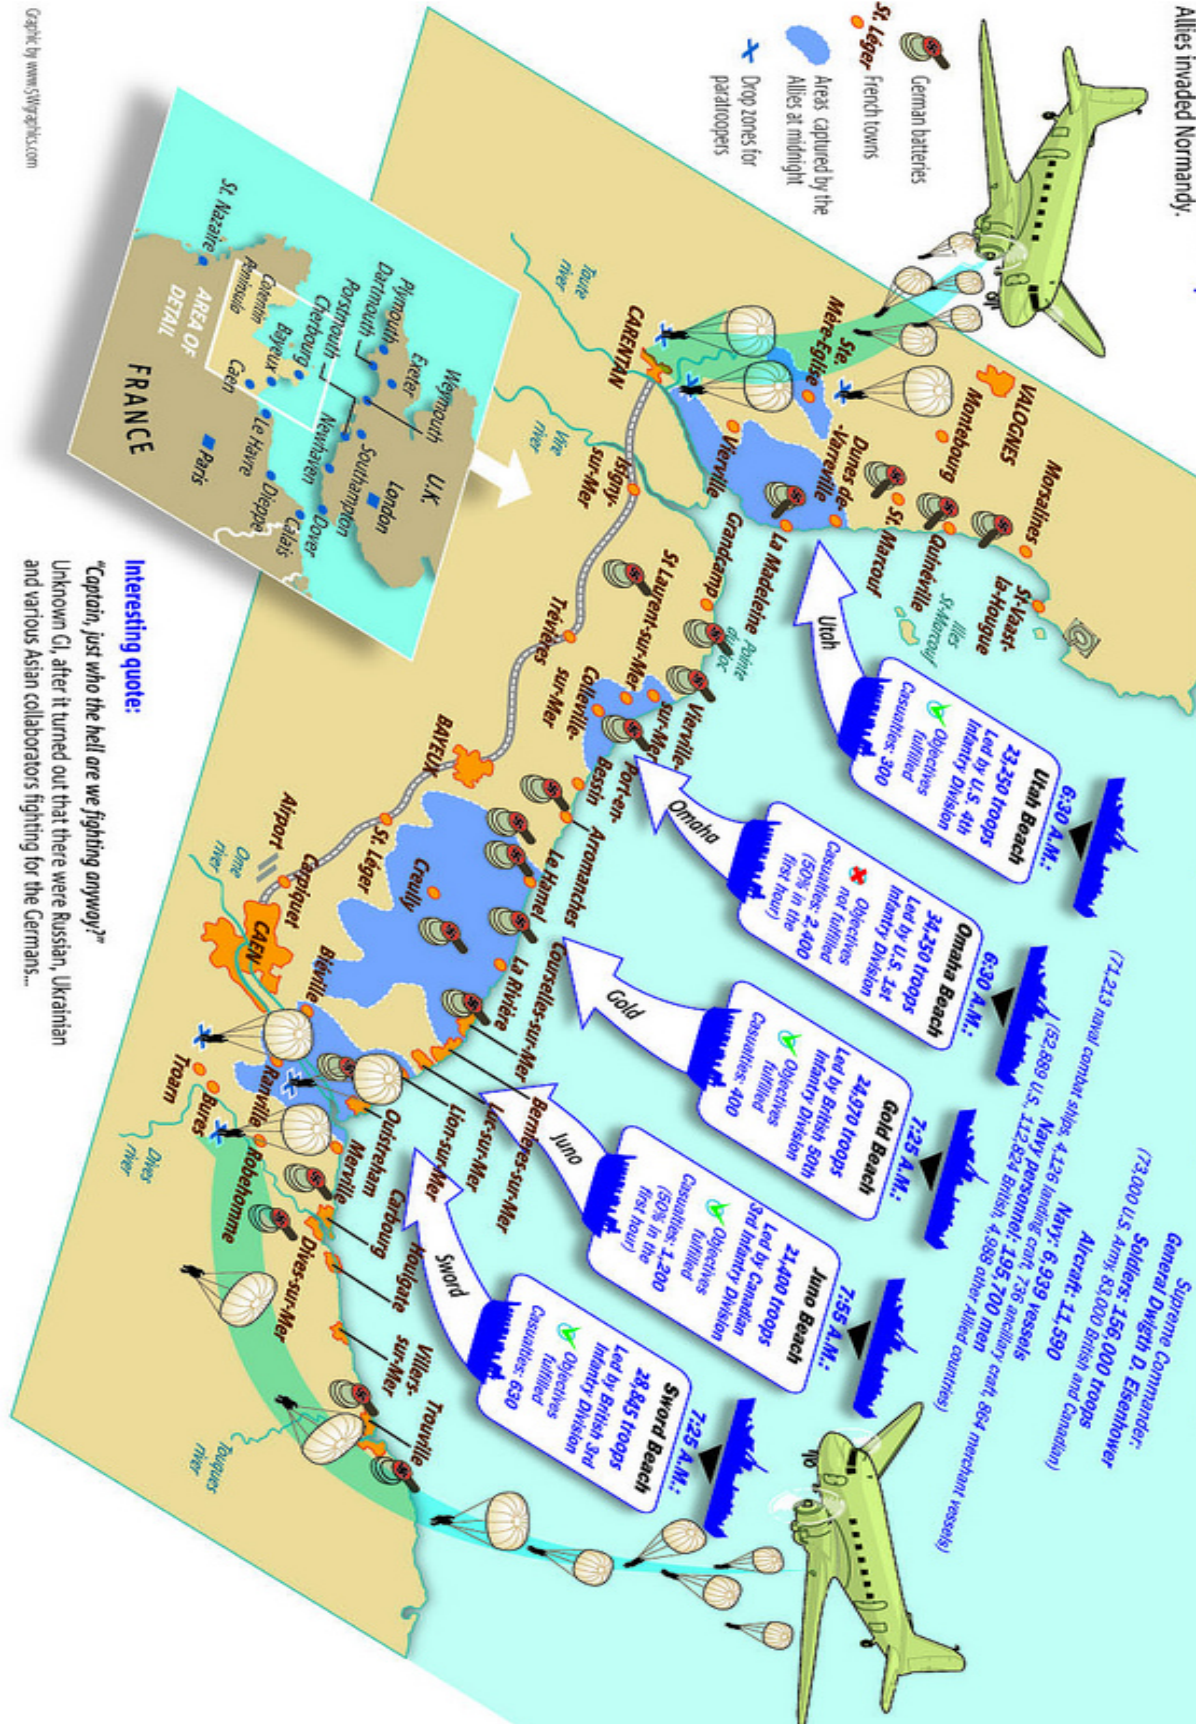 Allies invaded Normandy.
German batteries
St. Léger French towns
Areas captured by the
Allies at midnight
Drop zones for
paratroopers
Supreme Commander:
General Dwigth D. Eisenhower
Soldiers: 156,000 troops
(73,000 U.S. Army, 83,000 British and Canadian)
Aircraft: 11,590
Navy: 6.939 vessels
Navy personnel: 195,700 men
(71,213 naval combat ships, 4,126 landing craft, 736 ancillary craft, 864 merchant vessels)
(52,889 U.S., 112,824 British, 4,988 other Allied countries)
6:30 A.M.:
Utah Beach
23,250 troops
Led by U.S. 4th
Infantry Division
Objectives
fulfilled
Casualties: 300
Utah
6:30 A.M.:
Omaha Beach
34,250 troops
Led by U.S. 1st
Infantry Division
Objectives
not fulfilled
Casualties: 2,400
(50% in the
first hour)
Omaha
7:25 A.M.:
Gold Beach
24,970 troops
Led by British 50th
Infantry Division
Objectives
fulfilled
Casualties: 400
Gold
7:55 A.M.:
Juno Beach
21,400 troops
Led by Canadian
3rd Infantry Division
Objectives
fulfilled
Casualties: 1,200
(50% in the
first hour)
Juno
7:25 A.M.:
Sword Beach
28,845 troops
Led by British 3rd
Infantry Division
Objectives
fulfilled
Casualties: 630
Sword
Morsalines
St-Vaast-
la-Hougue
VALOGNES
Quinéville
Illes
St-Marcouf
Montebourg
St. Marcouf
Ste.
Mère-Eglise
Dunes de-
-Varreville
La Madeleine
Vierville
Grandcamp
Pointe
du Roc
CARENTAN
Taute
river
Vire
river
Isigny-
sur-Mer
Vierville-
sur-Mer
St Laurent-sur-Mer
Colleville-
sur-Mer
Trévières
Port-en-
Bessin
Arromanches
Le Hamel
BAYEUX
La Rivière
Courselles-sur-Mer
Creully
St. Léger
Bernières-sur-Mer
Luc-sur-Mer
Lion-sur-Mer
Airport
Carpiquet
Orne
river
CAEN
Biéville
Ouistreham
Merville
Ranville
Carbourg
Houlgate
Troarn
Bures
Robehomme
Dives-sur-Mer
Dives
river
Villers-
sur-Mer
Trouville
Touques
river
U.K.
Weymouth
Exeter
Plymouth
Dartmouth
Porstmouth
London
Southampton
Dover
Newhaven
Cherbourg
Calais
Dieppe
Le Havre
Bayeux
Cotentin
peninsula
Caen
Paris
AREA OF
DETAIL
St. Nazaire
FRANCE
Interesting quote:
"Captain, just who the hell are we fighting anyway?"
Unknown GI, after it turned out that there were Russian, Ukrainian
and various Asian collaborators fighting for the Germans...
Graphic by www.5Wgraphics.com